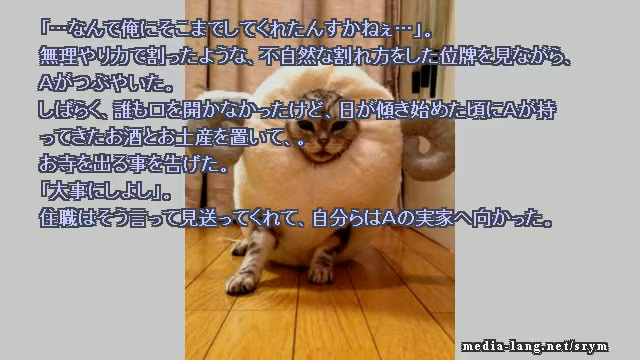 「…なんで俺にそこまでしてくれたんすかねぇ…」。
無理やり力で割ったような、不自然な割れ方をした位牌を見ながら、
Aがつぶやいた。
しばらく、誰も口を開かなかったけど、日が傾き始めた頃にAが持
ってきたお酒とお土産を置いて、。
お寺を出る事を告げた。
「大事にしよし」。
住職はそう言って見送ってくれて、自分らはAの実家へ向かった。
media-lang.net/srym